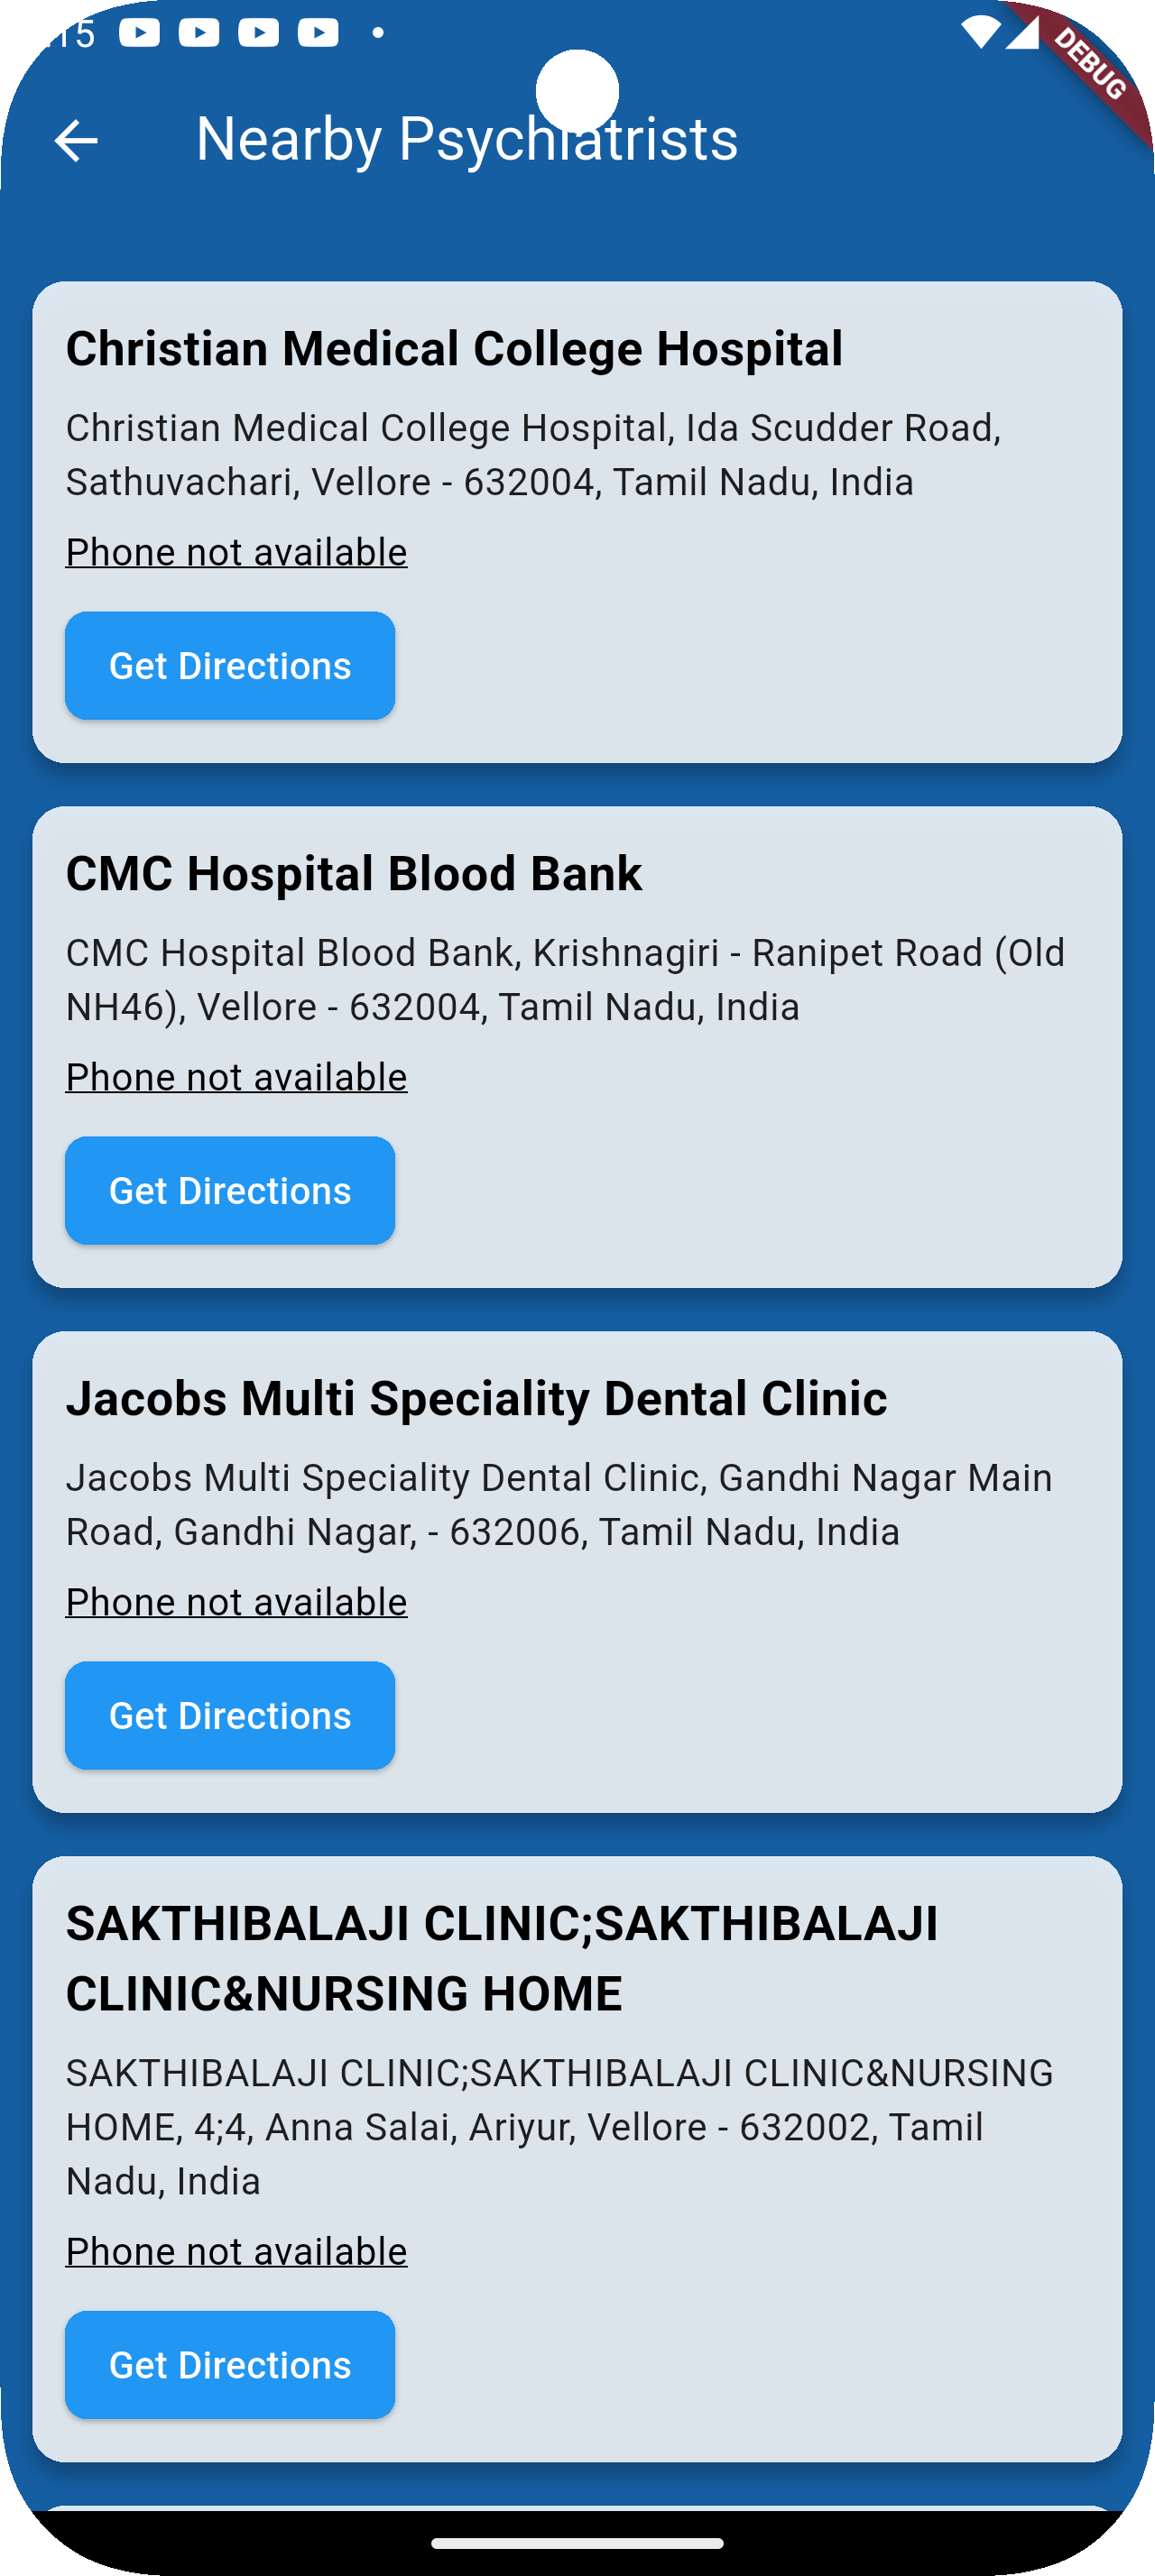 15
DEBUG
Nearby Psychiatrists
Christian Medical College Hospital
Christian Medical College Hospital, Ida Scudder Road,
Sathuvachari, Vellore - 632004, Tamil Nadu, India
Phone not available
Get Directions
CMC Hospital Blood Bank
CMC Hospital Blood Bank, Krishnagiri - Ranipet Road (Old
NH46), Vellore - 632004, Tamil Nadu, India
Phone not available
Get Directions
Jacobs Multi Speciality Dental Clinic
Jacobs Multi Speciality Dental Clinic, Gandhi Nagar Main
Road, Gandhi Nagar, - 632006, Tamil Nadu, India
Phone not available
Get Directions
SAKTHIBALAJI CLINIC;SAKTHIBALAJI
CLINIC&NURSING HOME
SAKTHIBALAJI CLINIC;SAKTHIBALAJI CLINIC&NURSING
HOME, 4;4, Anna Salai, Ariyur, Vellore - 632002, Tamil
Nadu, India
Phone not available
Get Directions